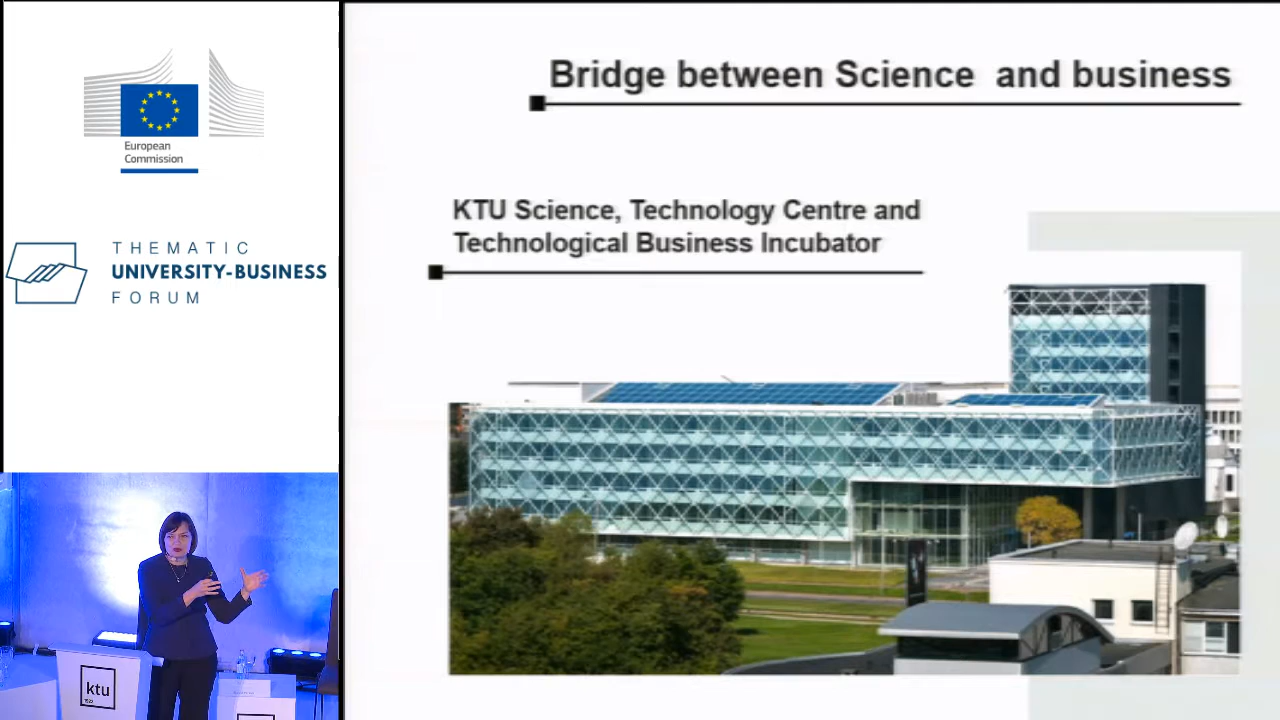 European
Commission
THEMATIC
UNIVERSITY-BUSINESS
FORUM
Bridge between Science and business
KTU Science, Technology Centre and
Technological Business Incubator
ktu
1922